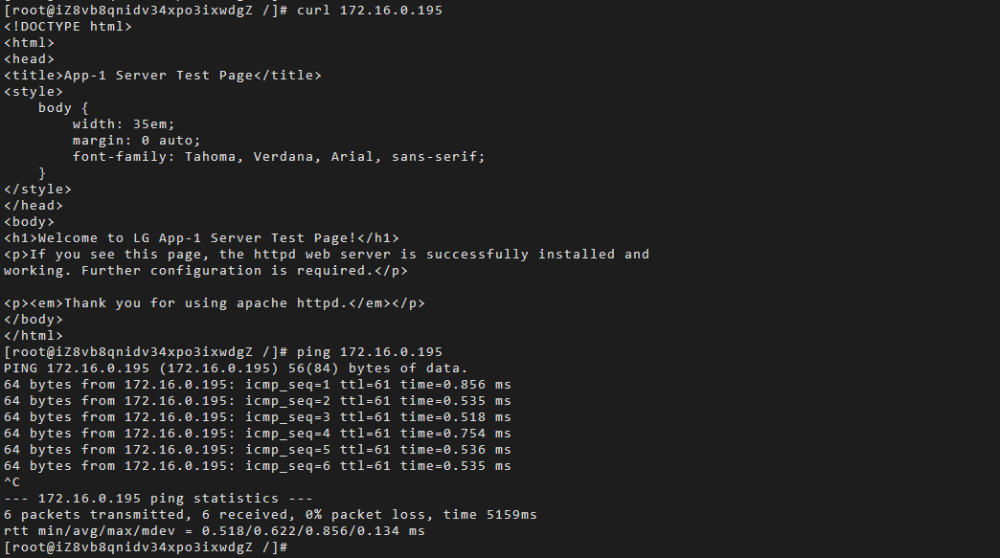 [root@iZ8vb8qnidv34xpo3ixwdgZ /]# curl 172.16.0.195
<!DOCTYPE html>
<html>
<head>
<title>App-1 Server Test Page</title>
<style>
    body {
        width: 35em;
        margin: 0 auto;
        font-family: Tahoma, Verdana, Arial, sans-serif;
    }
</style>
</head>
<body>
<h1>Welcome to LG App-1 Server Test Page!</h1>
<p>If you see this page, the httpd web server is successfully installed and
working. Further configuration is required.</p>

<p><em>Thank you for using apache httpd.</em></p>
</body>
</html>
[root@iZ8vb8qnidv34xpo3ixwdgZ /]# ping 172.16.0.195
PING 172.16.0.195 (172.16.0.195) 56(84) bytes of data.
64 bytes from 172.16.0.195: icmp_seq=1 ttl=61 time=0.856 ms
64 bytes from 172.16.0.195: icmp_seq=2 ttl=61 time=0.535 ms
64 bytes from 172.16.0.195: icmp_seq=3 ttl=61 time=0.518 ms
64 bytes from 172.16.0.195: icmp_seq=4 ttl=61 time=0.754 ms
64 bytes from 172.16.0.195: icmp_seq=5 ttl=61 time=0.536 ms
64 bytes from 172.16.0.195: icmp_seq=6 ttl=61 time=0.535 ms
^C
--- 172.16.0.195 ping statistics ---
6 packets transmitted, 6 received, 0% packet loss, time 5159ms
rtt min/avg/max/mdev = 0.518/0.622/0.856/0.134 ms
[root@iZ8vb8qnidv34xpo3ixwdgZ /]#